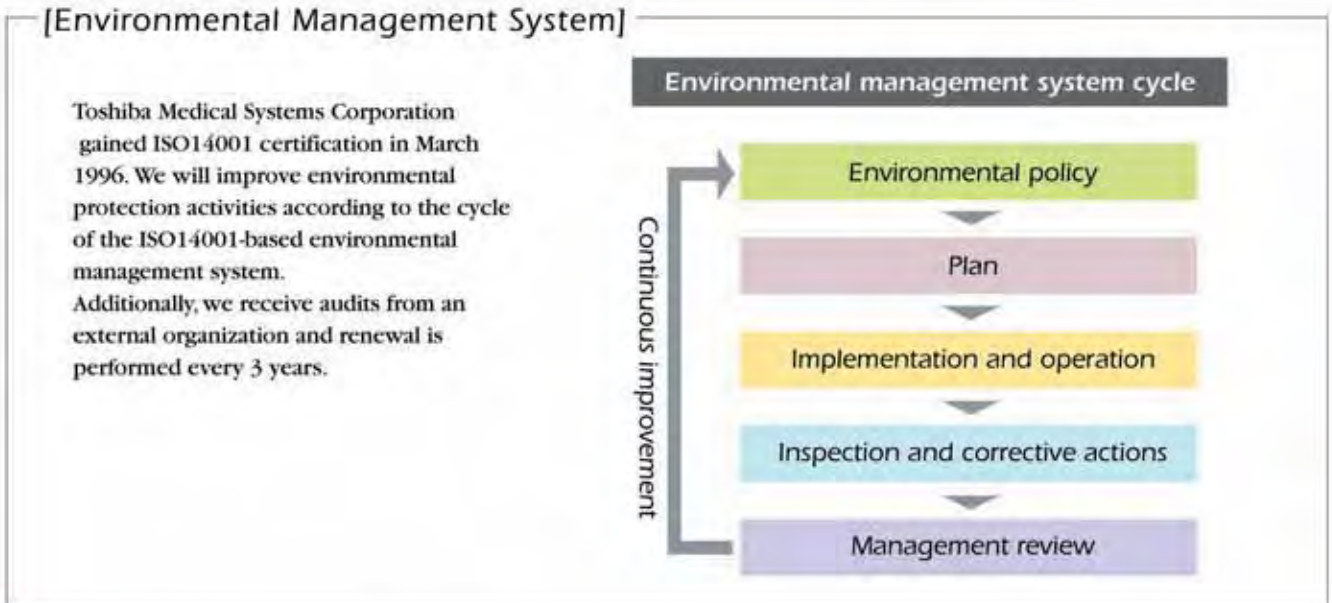 [Environmental Management System]
Toshiba Medical Systems Corporation
gained ISO14001 certification in March
1996. We will improve environmental
protection activities according to the cycle
of the ISO14001-based environmental
management system.
Additionally, we receive audits from an
external organization and renewal is
performed every 3 years.
Environmental management system cycle
Environmental policy
Plan
Implementation and operation
Inspection and corrective actions
Management review
Continuous improvement